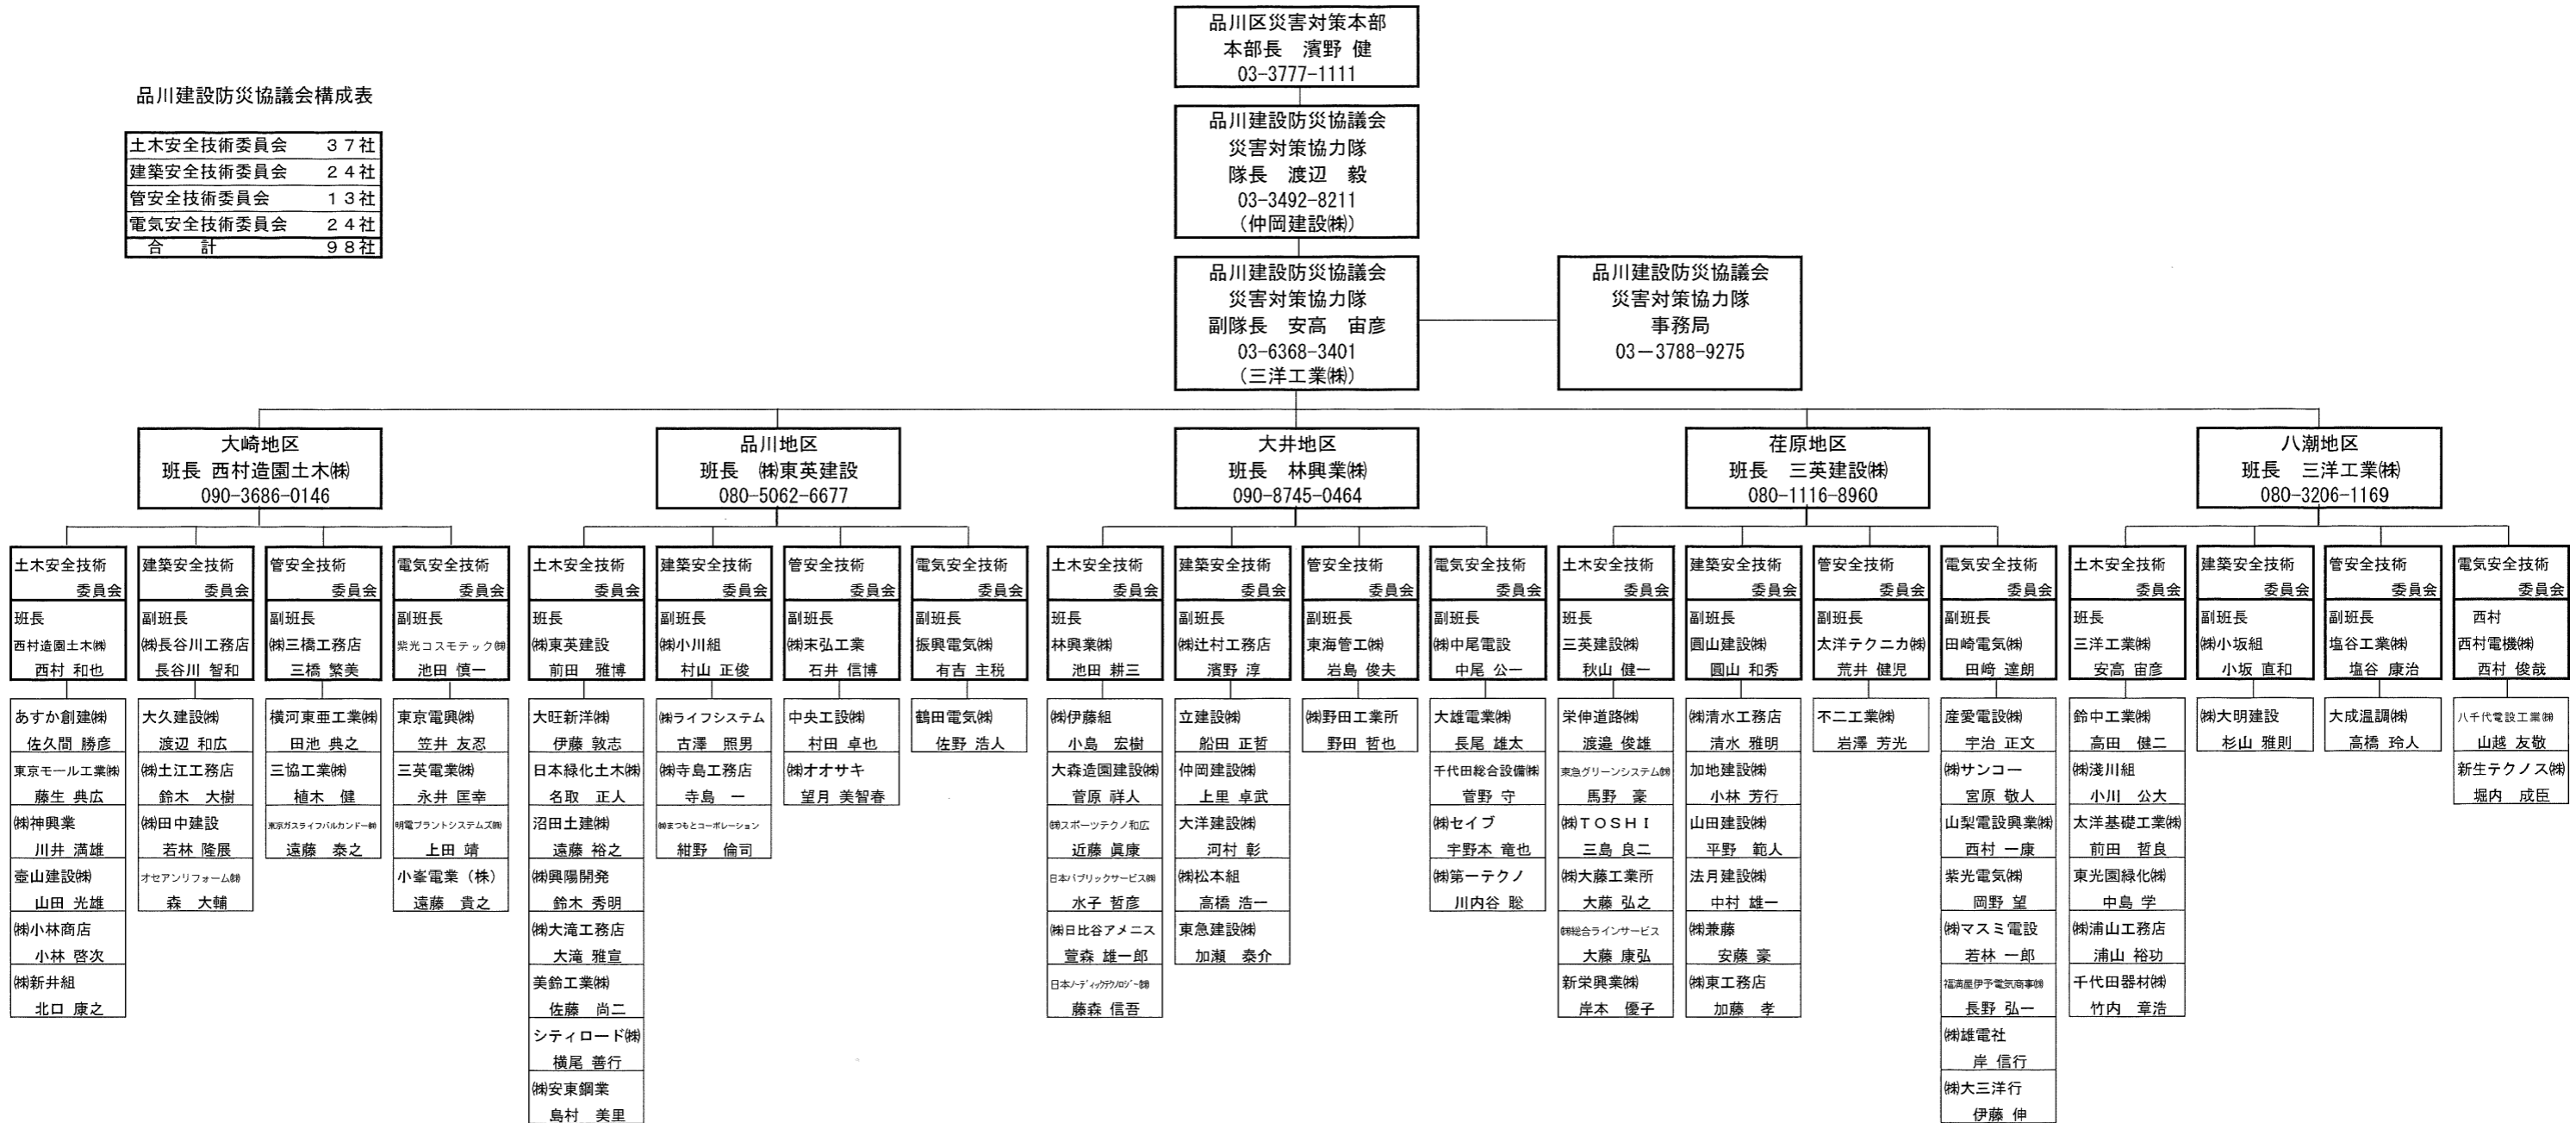 品川区災害対策本部
本部長　濱野 健
03-3777-1111
品川建設防災協議会構成表
土木安全技術委員会　３７社
建築安全技術委員会　２４社
管安全技術委員会　１３社
電気安全技術委員会　２４社
合　計　９８社
品川建設防災協議会
災害対策協力隊
隊長　渡辺　毅
03-3492-8211
（仲岡建設㈱）
品川建設防災協議会
災害対策協力隊
副隊長　安高　宙彦
03-6368-3401
（三洋工業㈱）
品川建設防災協議会
災害対策協力隊
事務局
03－3788-9275
大崎地区
班長 西村造園土木㈱
090-3686-0146
品川地区
班長　㈱東英建設
080-5062-6677
大井地区
班長　林興業㈱
090-8745-0464
荏原地区
班長　三英建設㈱
080-1116-8960
八潮地区
班長　三洋工業㈱
080-3206-1169
土木安全技術
委員会
班長
西村造園土木㈱
西村 和也
あすか創建㈱
佐久間 勝彦
東京モール工業㈱
藤生 典広
㈱神興業
川井 満雄
壷山建設㈱
山田 光雄
㈱小林商店
小林 啓次
㈱新井組
北口 康之
建築安全技術
委員会
副班長
㈱長谷川工務店
長谷川 智和
大久建設㈱
渡辺 和広
㈱土江工務店
鈴木　大樹
㈱田中建設
若林 隆展
オセアンリフォーム㈱
森　大輔
管安全技術
委員会
副班長
㈱三橋工務店
三橋 繁美
横河東亜工業㈱
田池 典之
三協工業㈱
植木　健
東京ガスライフバルカンドー㈱
遠藤　泰之
電気安全技術
委員会
副班長
紫光コスモテック㈱
池田 慎一
東京電興㈱
笠井 友忍
三英電業㈱
永井 匡幸
明電プラントシステムズ㈱
上田 靖
小峯電業（株）
遠藤　貴之
土木安全技術
委員会
班長
㈱東英建設
前田　雅博
大旺新洋㈱
伊藤 敦志
日本緑化土木㈱
名取　正人
沼田土建㈱
遠藤 裕之
㈱興陽開発
鈴木 秀明
㈱大滝工務店
大滝 雅宣
美鈴工業㈱
佐藤　尚二
シティロード㈱
横尾 善行
㈱安東鋼業
島村　美里
建築安全技術
委員会
副班長
㈱小川組
村山 正俊
㈱ライフシステム
古澤　照男
㈱寺島工務店
寺島　一
㈱まつもとコーポレーション
紺野　倫司
管安全技術
委員会
副班長
㈱末弘工業
石井 信博
中央工設㈱
村田 卓也
㈱オオサキ
望月 美智春
電気安全技術
委員会
副班長
振興電気㈱
有吉 主税
鶴田電気㈱
佐野 浩人
土木安全技術
委員会
班長
林興業㈱
池田 耕三
㈱伊藤組
小島　宏樹
大森造園建設㈱
菅原 祥人
㈱スポーツテクノ和広
近藤 眞康
日本パブリックサービス㈱
水子 哲彦
㈱日比谷アメニス
萱森 雄一郎
日本ノーディックテクノロジー㈱
藤森 信吾
建築安全技術
委員会
副班長
㈱辻村工務店
濱野 淳
立建設㈱
船田 正哲
仲岡建設㈱
上里 卓武
大洋建設㈱
河村 彰
㈱松本組
高橋 浩一
東急建設㈱
加瀬　泰介
管安全技術
委員会
副班長
東海管工㈱
岩島 俊夫
㈱野田工業所
野田 哲也
電気安全技術
委員会
副班長
㈱中尾電設
中尾 公一
大雄電業㈱
長尾 雄太
千代田総合設備㈱
菅野 守
㈱セイブ
宇野本 竜也
㈱第一テクノ
川内谷 聡
土木安全技術
委員会
班長
三英建設㈱
秋山 健一
栄伸道路㈱
渡邉 俊雄
東急グリーンシステム㈱
馬野　豪
㈱ＴＯＳＨＩ
三島 良二
㈱大藤工業所
大藤 弘之
㈱総合ラインサービス
大藤 康弘
新栄興業㈱
岸本　優子
建築安全技術
委員会
副班長
圓山建設㈱
圓山 和秀
㈱清水工務店
清水 雅明
加地建設㈱
小林 芳行
山田建設㈱
平野　範人
法月建設㈱
中村 雄一
㈱兼藤
安藤 豪
㈱東工務店
加藤　孝
管安全技術
委員会
副班長
太洋テクニカ㈱
荒井 健児
不二工業㈱
岩澤 芳光
電気安全技術
委員会
副班長
田崎電気㈱
田﨑 達朗
産愛電設㈱
宇治 正文
㈱サンコー
宮原 敬人
山梨電設興業㈱
西村 一康
紫光電気㈱
岡野 望
㈱マスミ電設
若林 一郎
福満屋伊予電気商事㈱
長野 弘一
㈱雄電社
岸 信行
㈱大三洋行
伊藤 伸
土木安全技術
委員会
班長
三洋工業㈱
安高 宙彦
鈴中工業㈱
高田　健二
㈱淺川組
小川　公大
太洋基礎工業㈱
前田　哲良
東光園緑化㈱
中島 学
㈱浦山工務店
浦山 裕功
千代田器材㈱
竹内　章浩
建築安全技術
委員会
副班長
㈱小坂組
小坂 直和
㈱大明建設
杉山 雅則
管安全技術
委員会
副班長
塩谷工業㈱
塩谷 康治
大成温調㈱
高橋 玲人
電気安全技術
委員会
西村
西村電機㈱
西村 俊哉
八千代電設工業㈱
山越 友敬
新生テクノス㈱
堀内　成臣